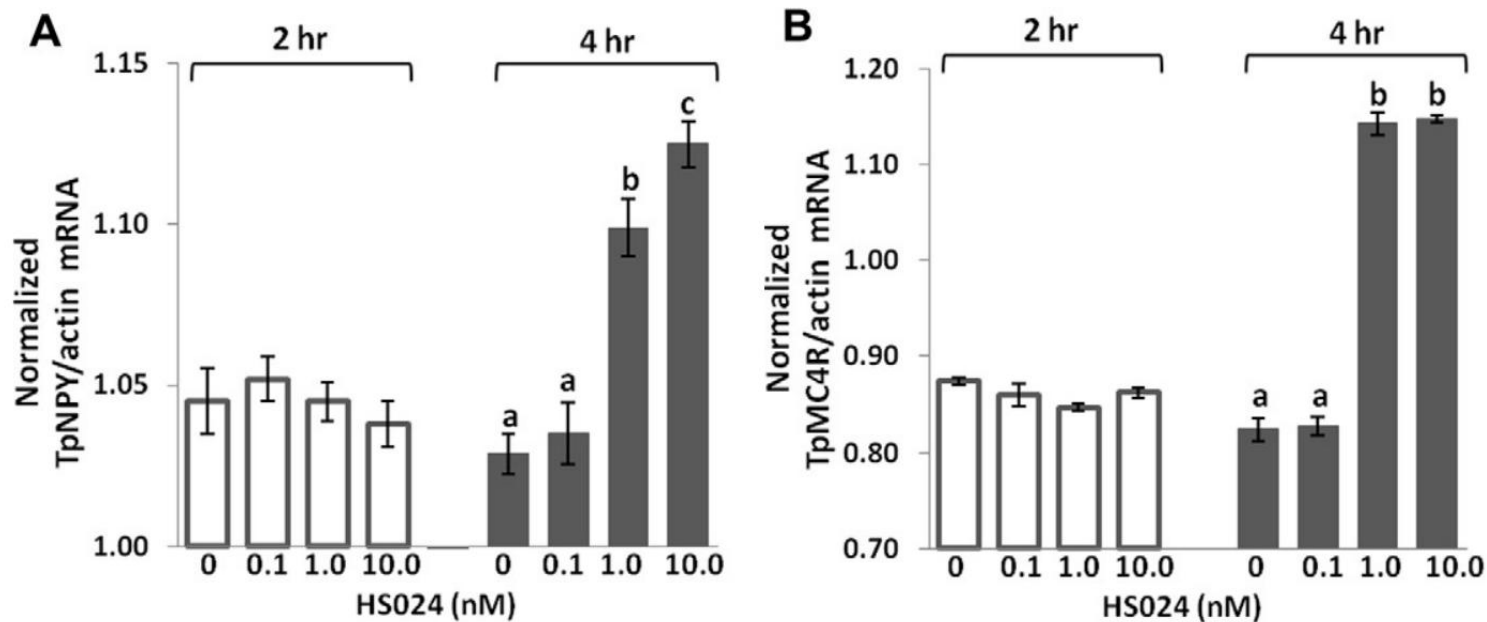 A
2 hr
4 hr
Normalized
TpNPY/actin mRNA
1.15
1.10
1.05
1.00
a
a
b
c
0 0.1 1.0 10.0 0 0.1 1.0 10.0
HS024 (nM)
B
2 hr
4 hr
Normalized
TpMC4R/actin mRNA
1.20
1.10
1.00
0.90
0.80
0.70
a
a
b
b
0 0.1 1.0 10.0 0 0.1 1.0 10.0
HS024 (nM)